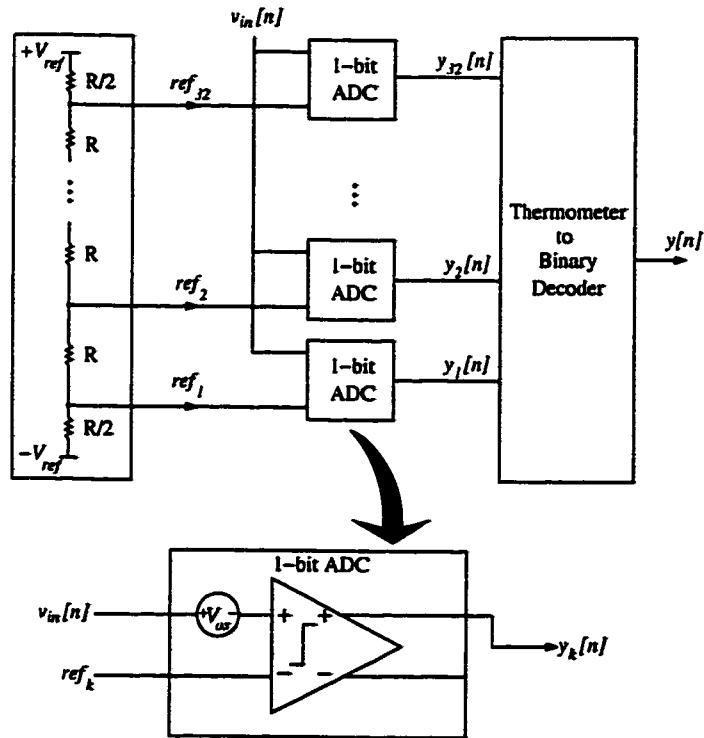 +V_ref
R/2
R
R
R
R/2
-V_ref
ref_32
ref_2
ref_1
v_in[n]
1-bit
ADC
1-bit
ADC
1-bit
ADC
y_32[n]
y_2[n]
y_1[n]
Thermometer
to
Binary
Decoder
y[n]
1-bit ADC
v_in[n]
+V_os-
+ +
- -
ref_k
y_k[n]